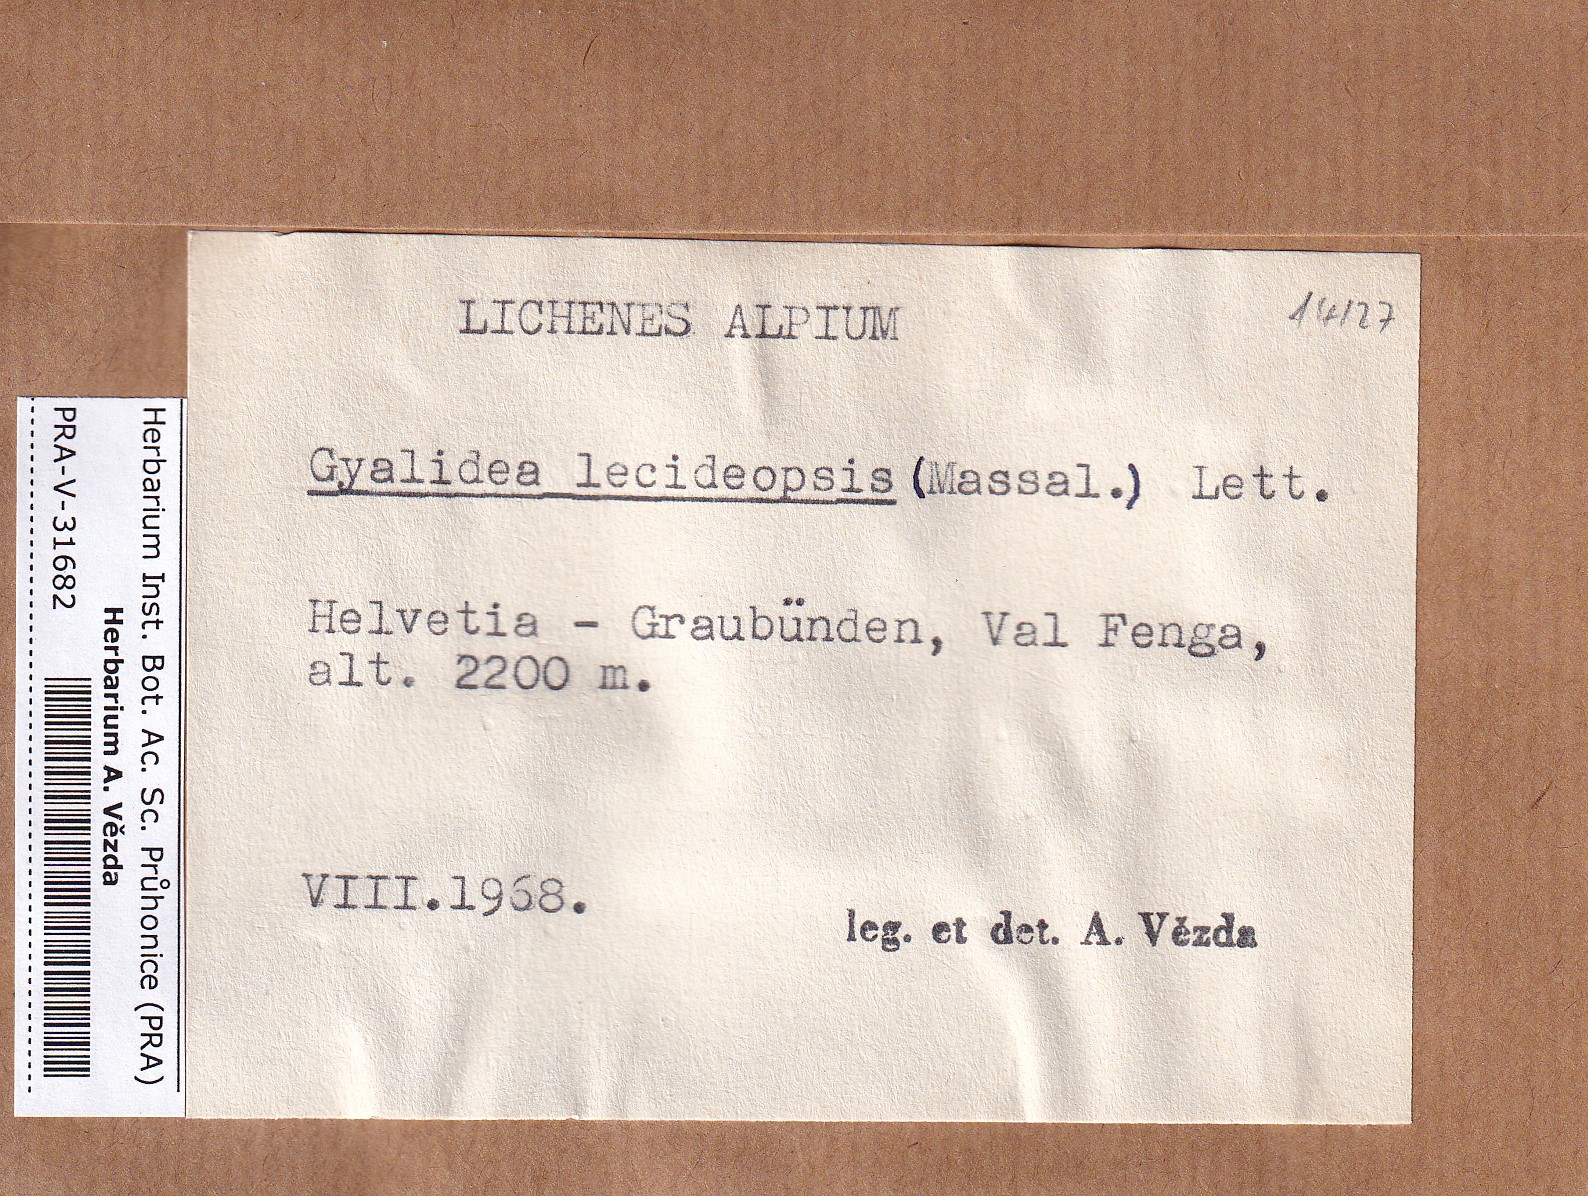 LICHENES ALPIUM
14127
Gyalidea lecideopsis (Massal.) Lett.
Helvetia - Graubünden, Val Fenga,
alt. 2200 m.
VIII.1968.
leg. et det. A. Vězda
Herbarium Inst. Bot. Ac. Sc. Průhonice (PRA)
Herbarium A. Vězda
PRA-V-31682